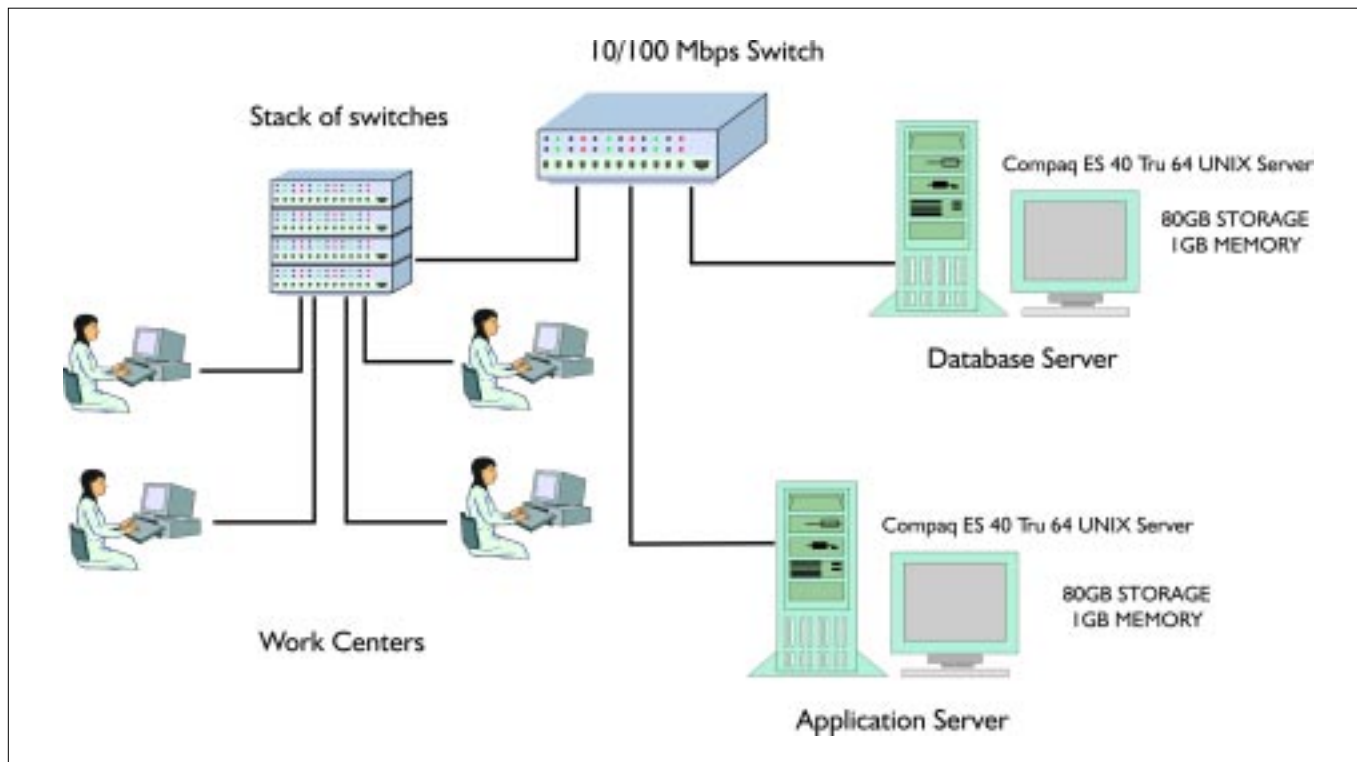 10/100 Mbps Switch
Stack of switches
Compaq ES 40 Tru 64 UNIX Server
80GB STORAGE
1GB MEMORY
Database Server
Compaq ES 40 Tru 64 UNIX Server
80GB STORAGE
1GB MEMORY
Work Centers
Application Server